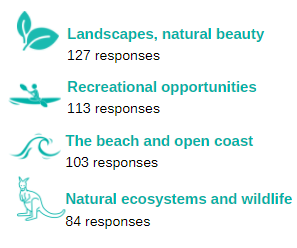 Landscapes, natural beauty
127 responses
Recreational opportunities
113 responses
The beach and open coast
103 responses
Natural ecosystems and wildlife
84 responses